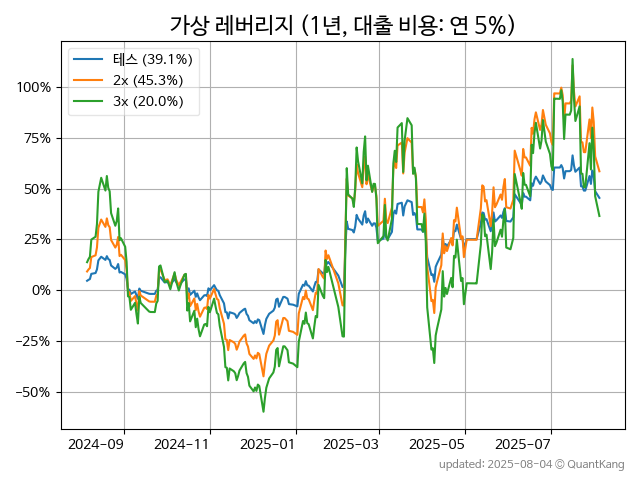 가상 레버리지 (1년, 대출 비용: 연 5%)
테스 (39.1%)
2x (45.3%)
3x (20.0%)
100%
75%
50%
25%
0%
−25%
−50%
2024-09 2024-11 2025-01 2025-03 2025-05 2025-07
updated: 2025-08-04 © QuantKang